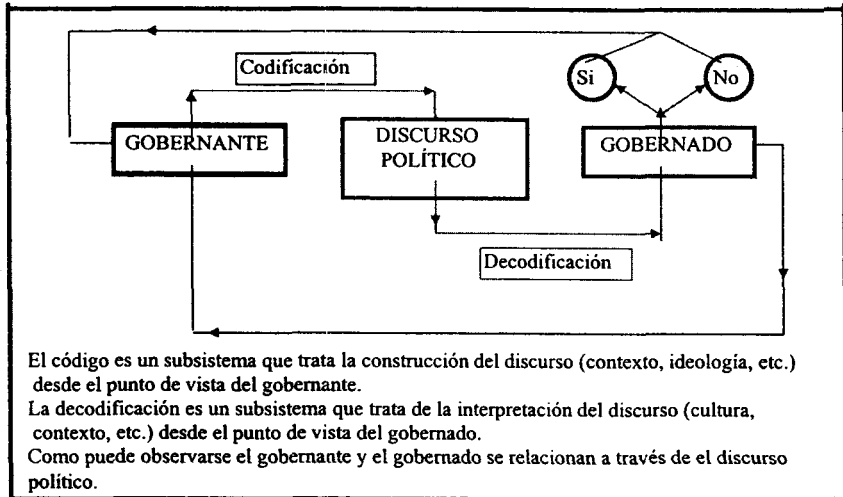 Codificación
Si
No
GOBERNANTE
DISCURSO
POLÍTICO
GOBERNADO
Decodificación
El código es un subsistema que trata la construcción del discurso (contexto, ideología, etc.)
desde el punto de vista del gobernante.
La decodificación es un subsistema que trata de la interpretación del discurso (cultura,
contexto, etc.) desde el punto de vista del gobernado.
Como puede observarse el gobernante y el gobernado se relacionan a través de el discurso
político.